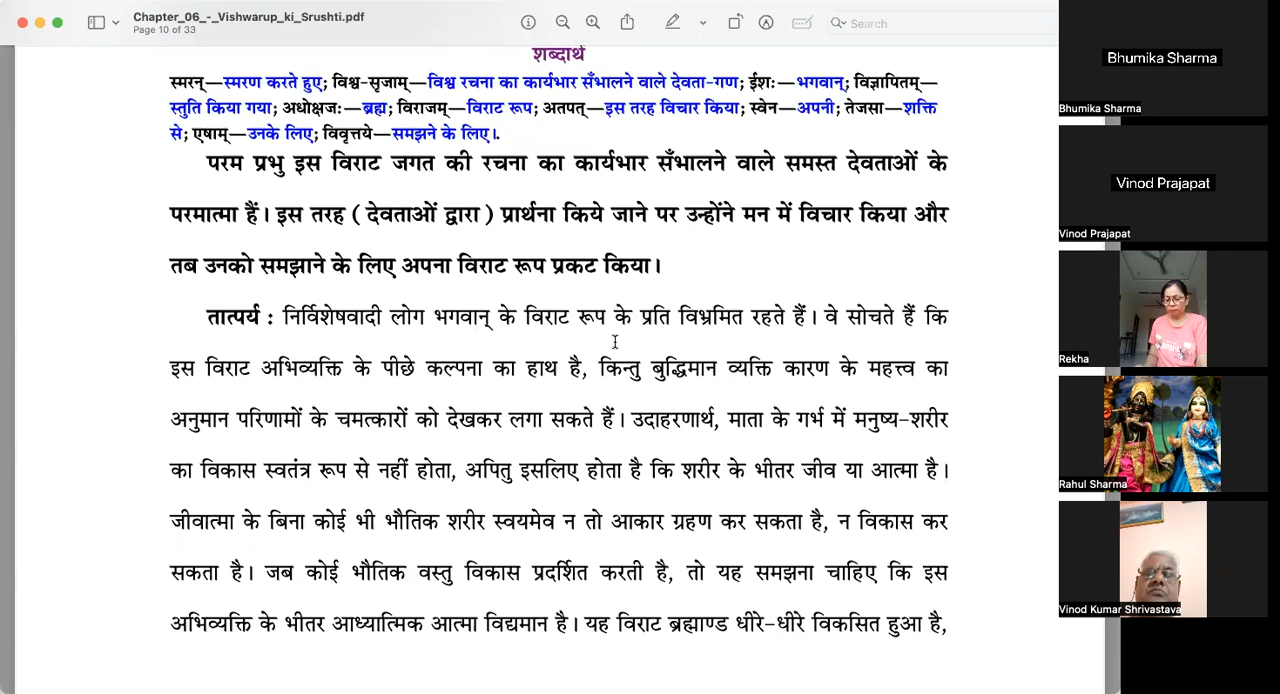 Chapter_06_-_Vishwarup_ki_Srushti.pdf
Page 10 of 33
Search
शब्दार्थ
स्मरन्—स्मरण करते हुए; विश्व-सृजाम्—विश्व रचना का कार्यभार सँभालने वाले देवता-गण; ईशः—भगवान्; विज्ञापितम्—
स्तुति किया गया; अधोक्षजः—ब्रह्म; विराजम्—विराट रूप; अतपत्—इस तरह विचार किया; स्वेन—अपनी; तेजसा—शक्ति
से; एषाम्—उनके लिए; विवृत्तये—समझने के लिए।.
परम प्रभु इस विराट जगत की रचना का कार्यभार सँभालने वाले समस्त देवताओं के
परमात्मा हैं। इस तरह ( देवताओं द्वारा ) प्रार्थना किये जाने पर उन्होंने मन में विचार किया और
तब उनको समझाने के लिए अपना विराट रूप प्रकट किया।
तात्पर्य : निर्विशेषवादी लोग भगवान् के विराट रूप के प्रति विभ्रमित रहते हैं। वे सोचते हैं कि
इस विराट अभिव्यक्ति के पीछे कल्पना का हाथ है, किन्तु बुद्धिमान व्यक्ति कारण के महत्त्व का
अनुमान परिणामों के चमत्कारों को देखकर लगा सकते हैं। उदाहरणार्थ, माता के गर्भ में मनुष्य-शरीर
का विकास स्वतंत्र रूप से नहीं होता, अपितु इसलिए होता है कि शरीर के भीतर जीव या आत्मा है।
जीवात्मा के बिना कोई भी भौतिक शरीर स्वयमेव न तो आकार ग्रहण कर सकता है, न विकास कर
सकता है। जब कोई भौतिक वस्तु विकास प्रदर्शित करती है, तो यह समझना चाहिए कि इस
अभिव्यक्ति के भीतर आध्यात्मिक आत्मा विद्यमान है। यह विराट ब्रह्माण्ड धीरे-धीरे विकसित हुआ है,
Bhumika Sharma
Bhumika Sharma
Vinod Prajapat
Vinod Prajapat
Rekha
Rahul Sharma
Vinod Kumar Shrivastava